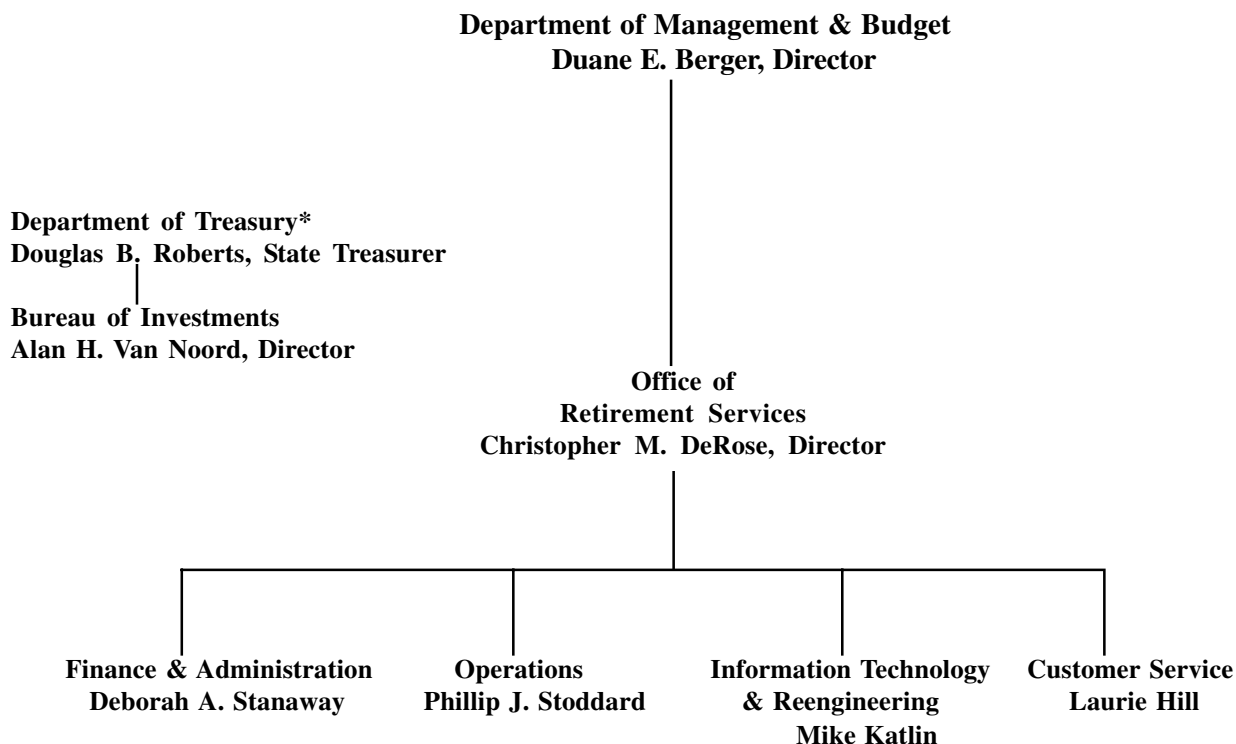 Department of Management & Budget
Duane E. Berger, Director
Department of Treasury*
Douglas B. Roberts, State Treasurer
Bureau of Investments
Alan H. Van Noord, Director
Office of
Retirement Services
Christopher M. DeRose, Director
Finance & Administration
Deborah A. Stanaway
Operations
Phillip J. Stoddard
Information Technology
& Reengineering
Mike Katlin
Customer Service
Laurie Hill